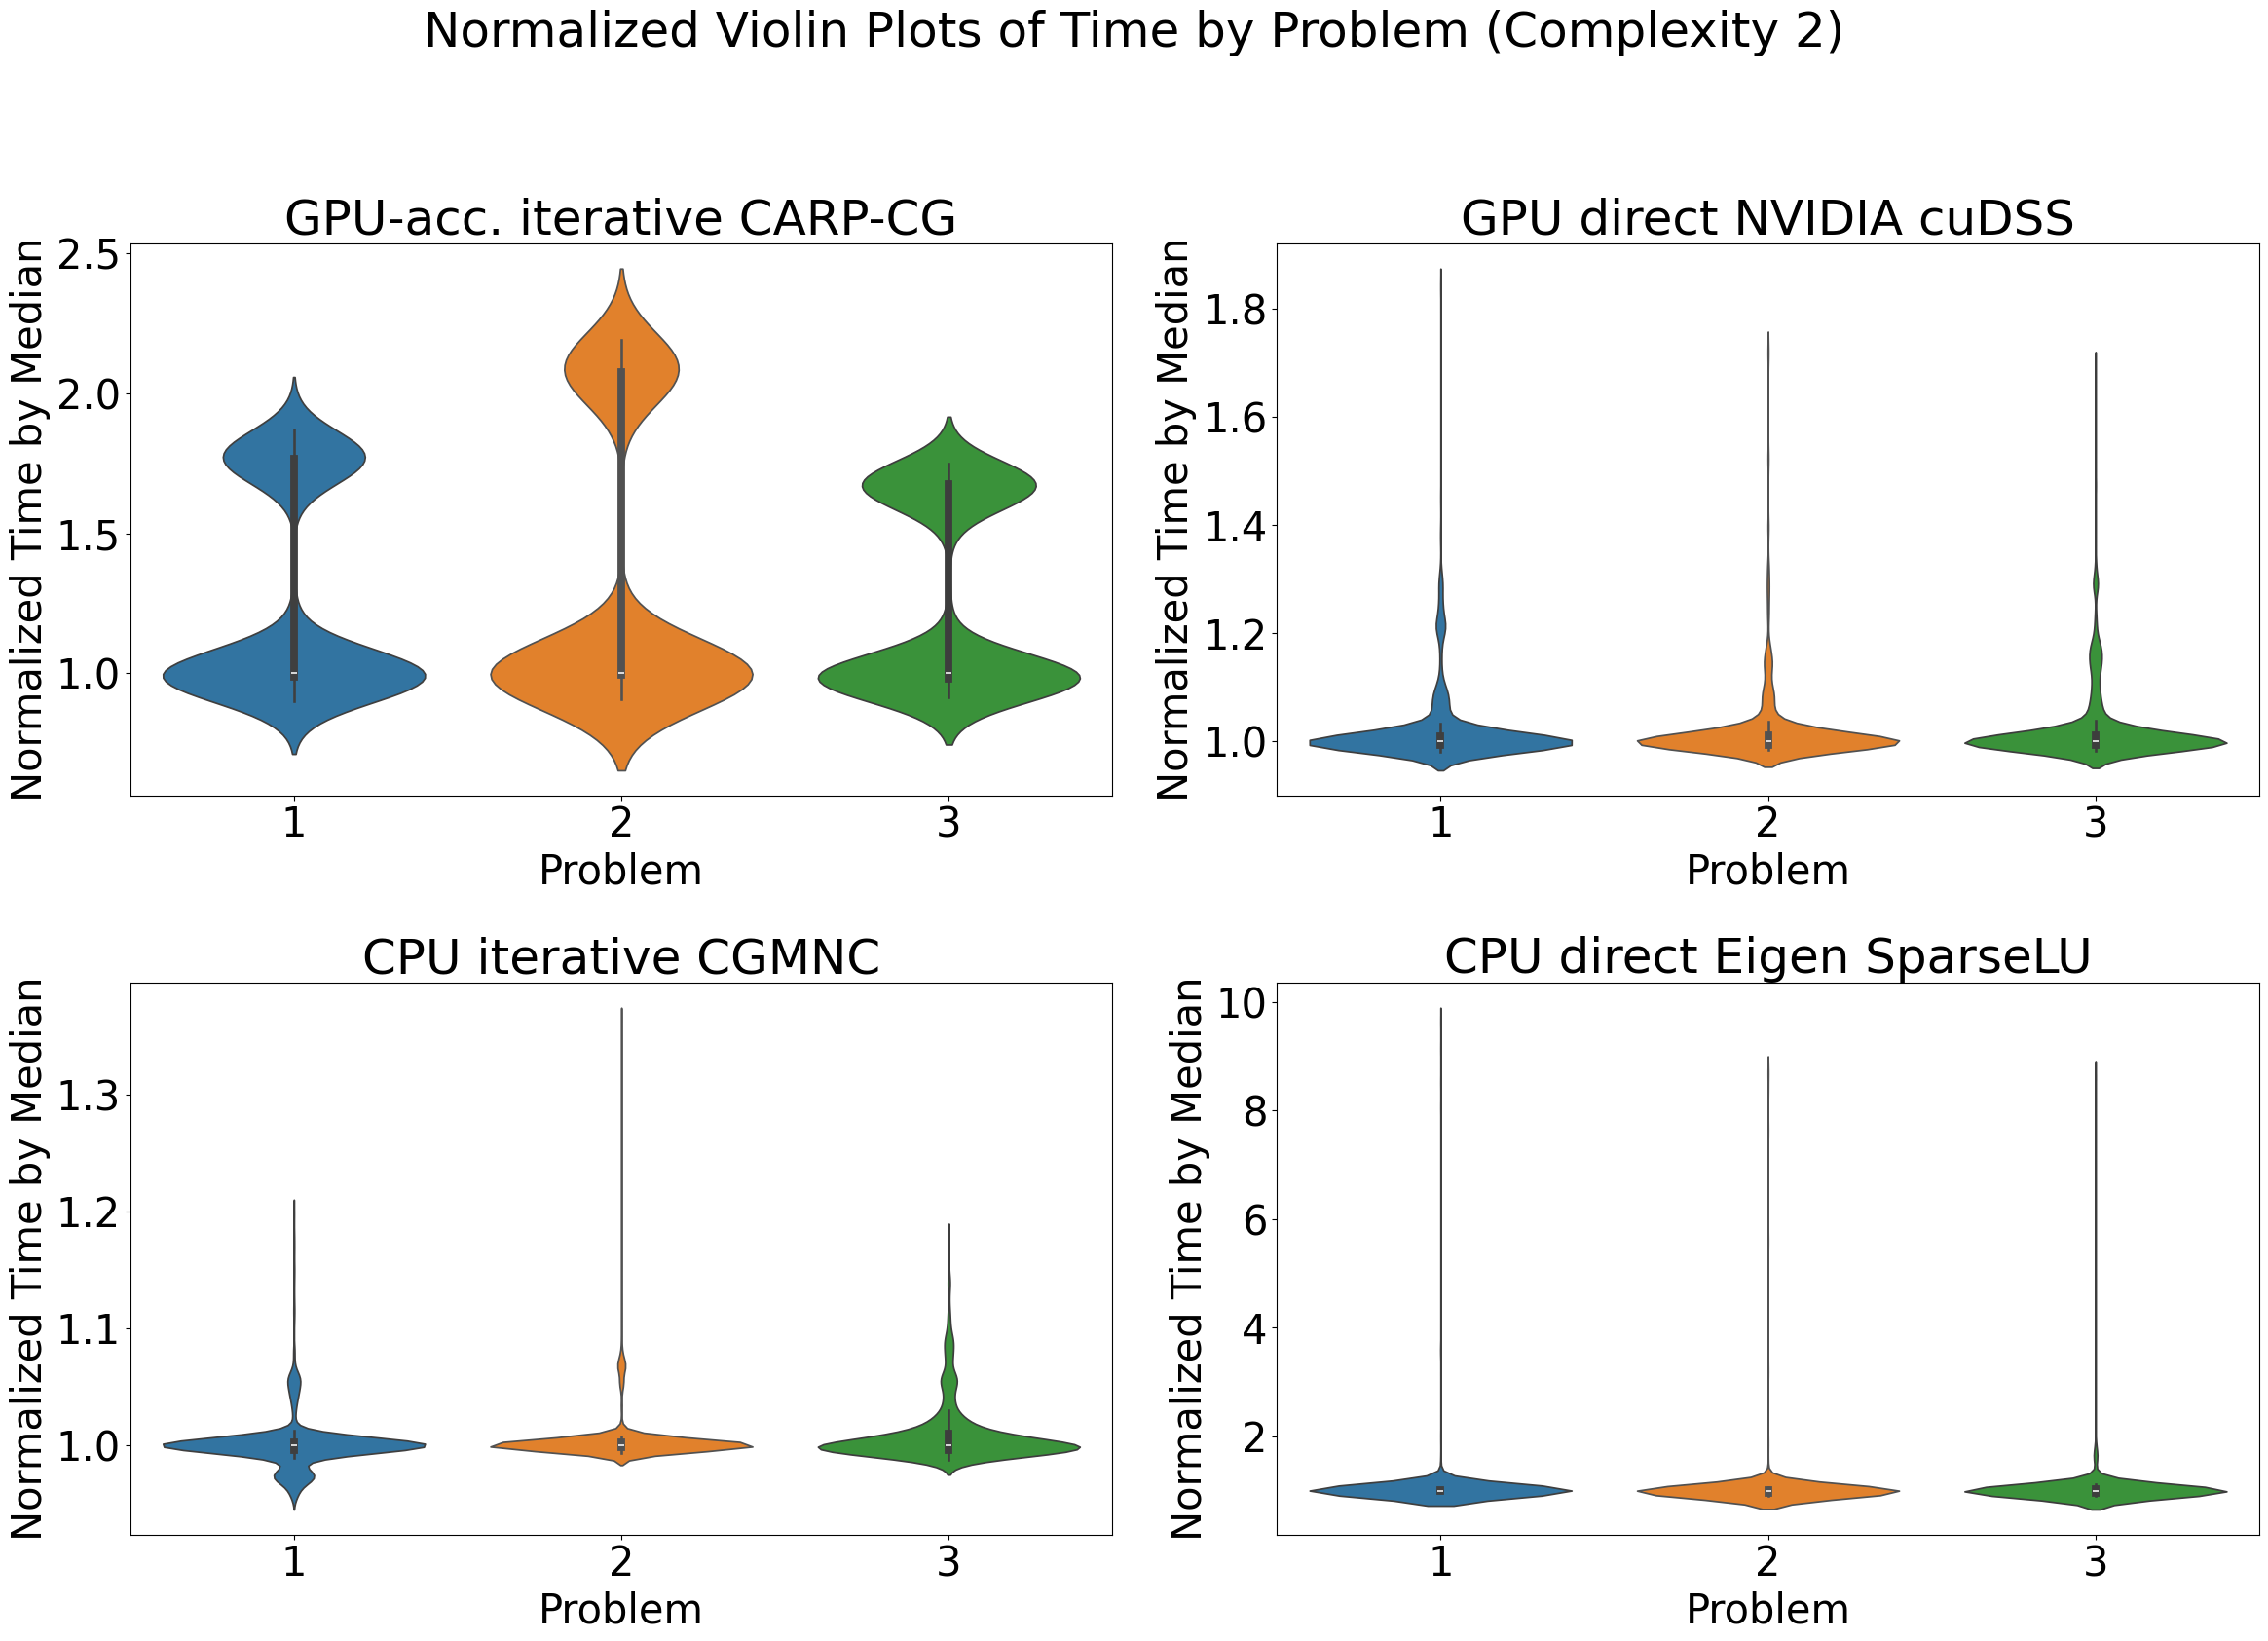 Normalized Violin Plots of Time by Problem (Complexity 2)
GPU-acc. iterative CARP-CG
Normalized Time by Median
2.5
2.0
1.5
1.0
1 2 3
Problem
GPU direct NVIDIA cuDSS
Normalized Time by Median
1.8
1.6
1.4
1.2
1.0
1 2 3
Problem
CPU iterative CGMNC
Normalized Time by Median
1.3
1.2
1.1
1.0
1 2 3
Problem
CPU direct Eigen SparseLU
Normalized Time by Median
10
8
6
4
2
1 2 3
Problem